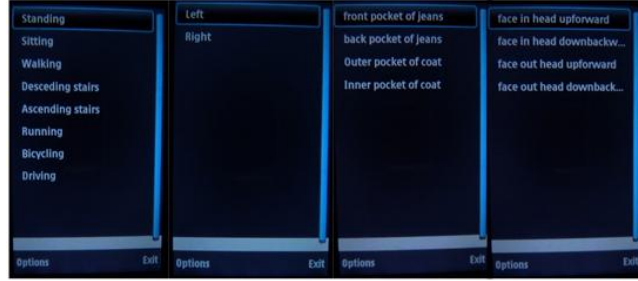 Standing
Sitting
Walking
Desceding stairs
Ascending stairs
Running
Bicycling
Driving
Options Exit
Left
Right
Options Exit
front pocket of jeans
back pocket of jeans
Outer pocket of coat
Inner pocket of coat
Options Exit
face in head upforward
face in head downbackw...
face out head upforward
face out head downback...
Options Exit